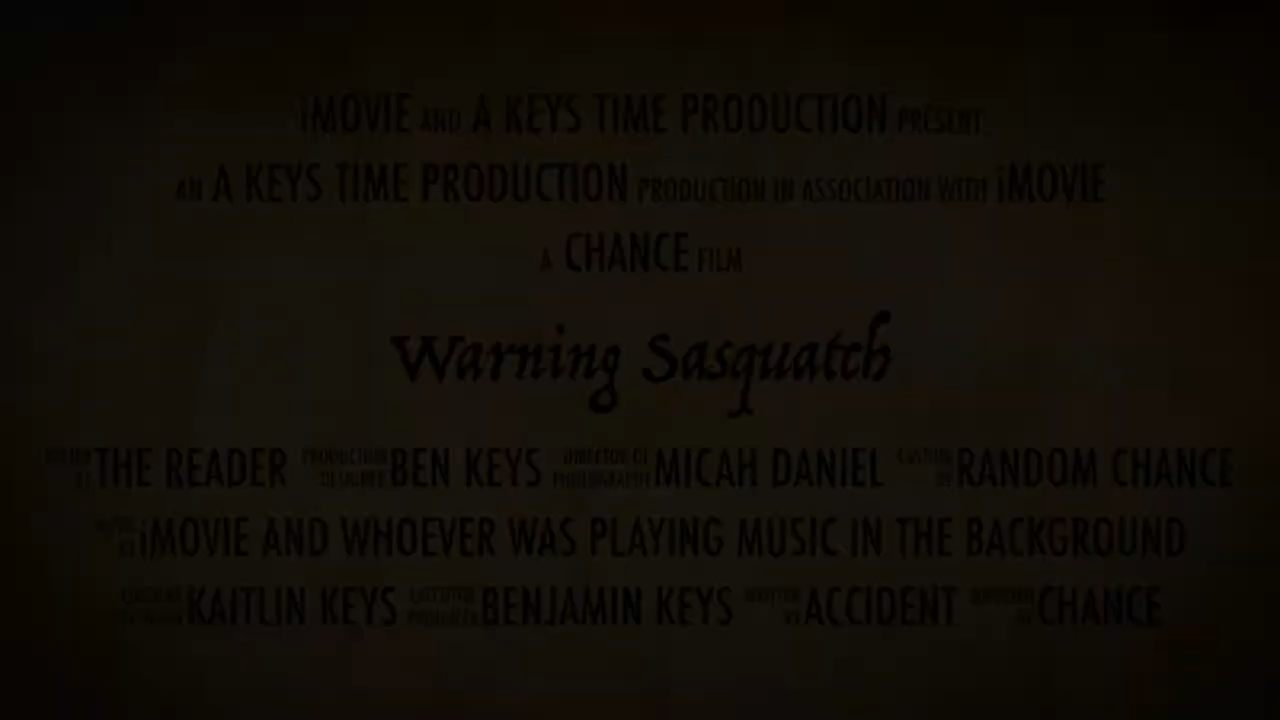 iMOVIE AND A KEYS TIME PRODUCTION PRESENT
AN A KEYS TIME PRODUCTION PRODUCTION IN ASSOCIATION WITH iMOVIE
A CHANCE FILM
Warning Sasquatch
THE READER PRODUCTION DESIGNER BEN KEYS DIRECTOR OF PHOTOGRAPHY MICAH DANIEL CASTING BY RANDOM CHANCE
iMOVIE AND WHOEVER WAS PLAYING MUSIC IN THE BACKGROUND
KAITLIN KEYS EXECUTIVE PRODUCER BENJAMIN KEYS WRITTEN BY ACCIDENT DIRECTED BY CHANCE